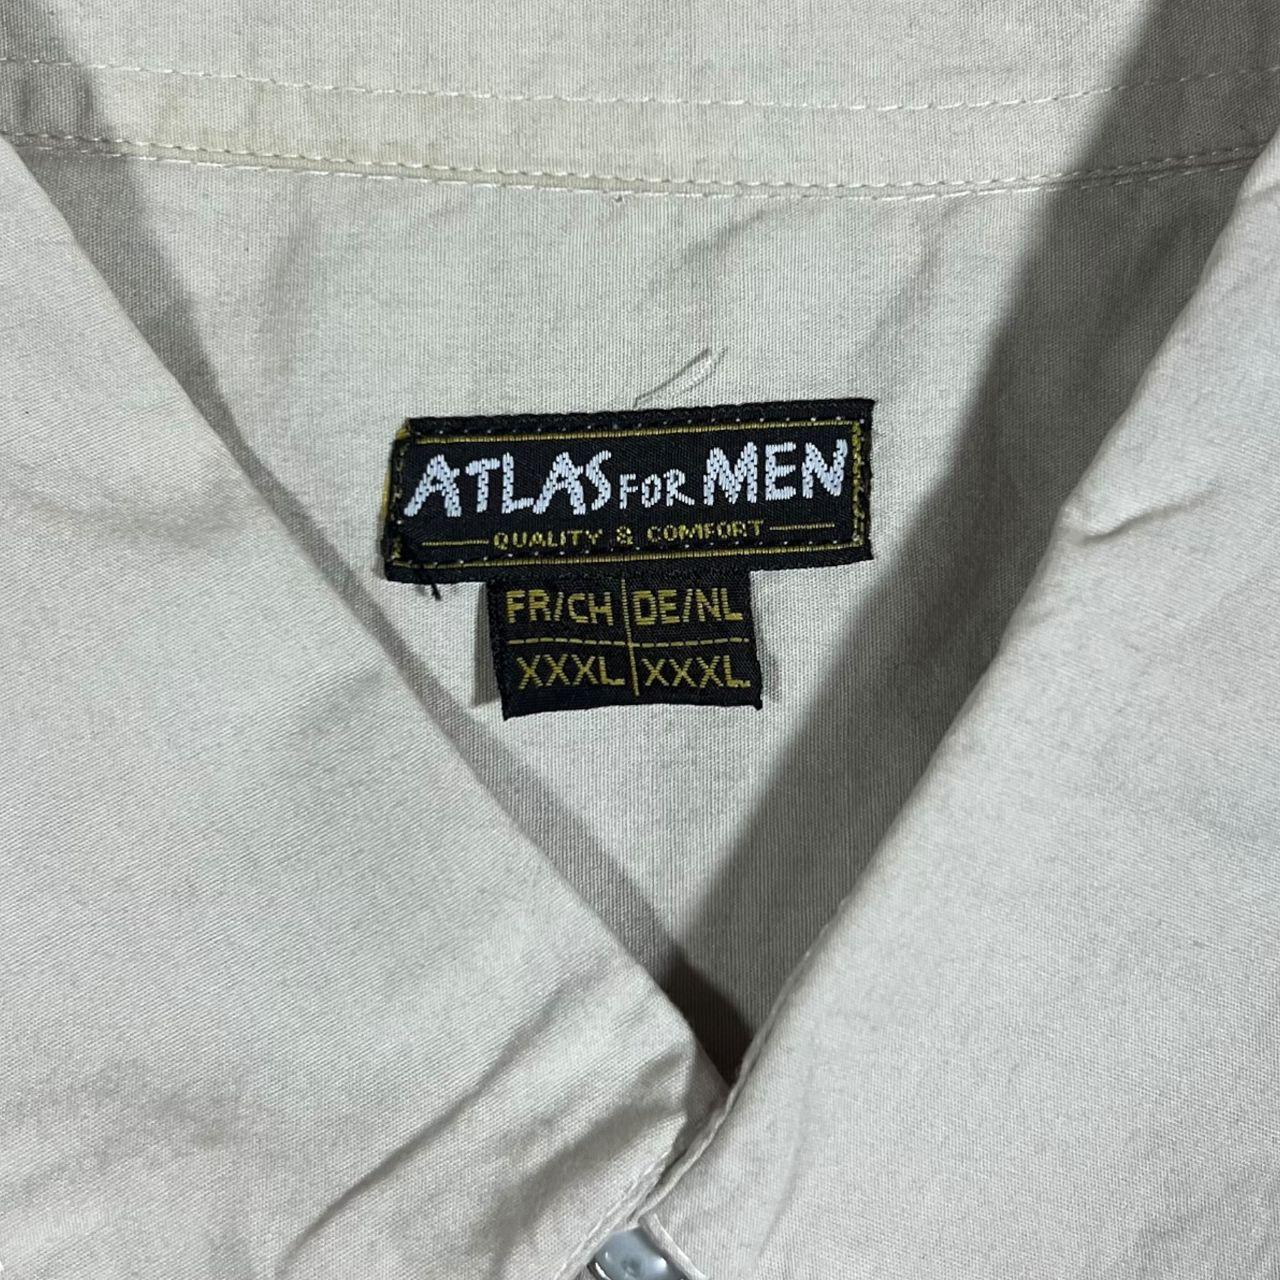 ATLAS FOR MEN
QUALITY & COMFORT
FR/CH DE/NL
XXXL XXXL